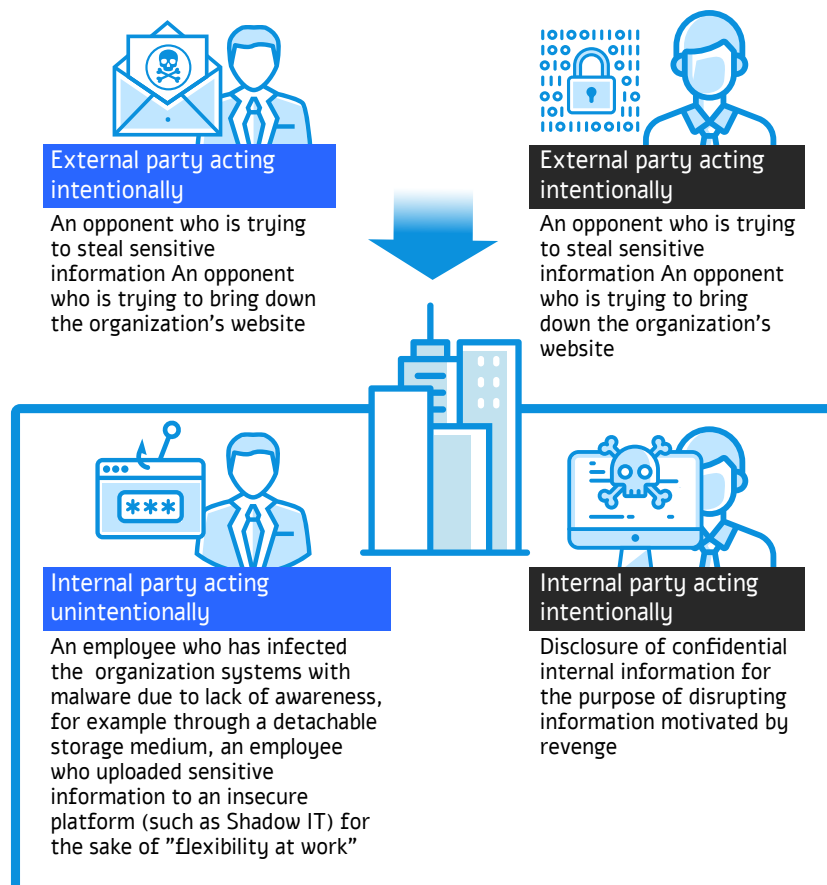 External party acting
intentionally
An opponent who is trying
to steal sensitive
information An opponent
who is trying to bring down
the organization's website
External party acting
intentionally
An opponent who is trying
to steal sensitive
information An opponent
who is trying to bring
down the organization's
website
***
Internal party acting
unintentionally
An employee who has infected
the  organization systems with
malware due to lack of awareness,
for example through a detachable
storage medium, an employee
who uploaded sensitive
information to an insecure
platform (such as Shadow IT) for
the sake of ”flexibility at work”
Internal party acting
intentionally
Disclosure of confidential
internal information for
the purpose of disrupting
information motivated by
revenge